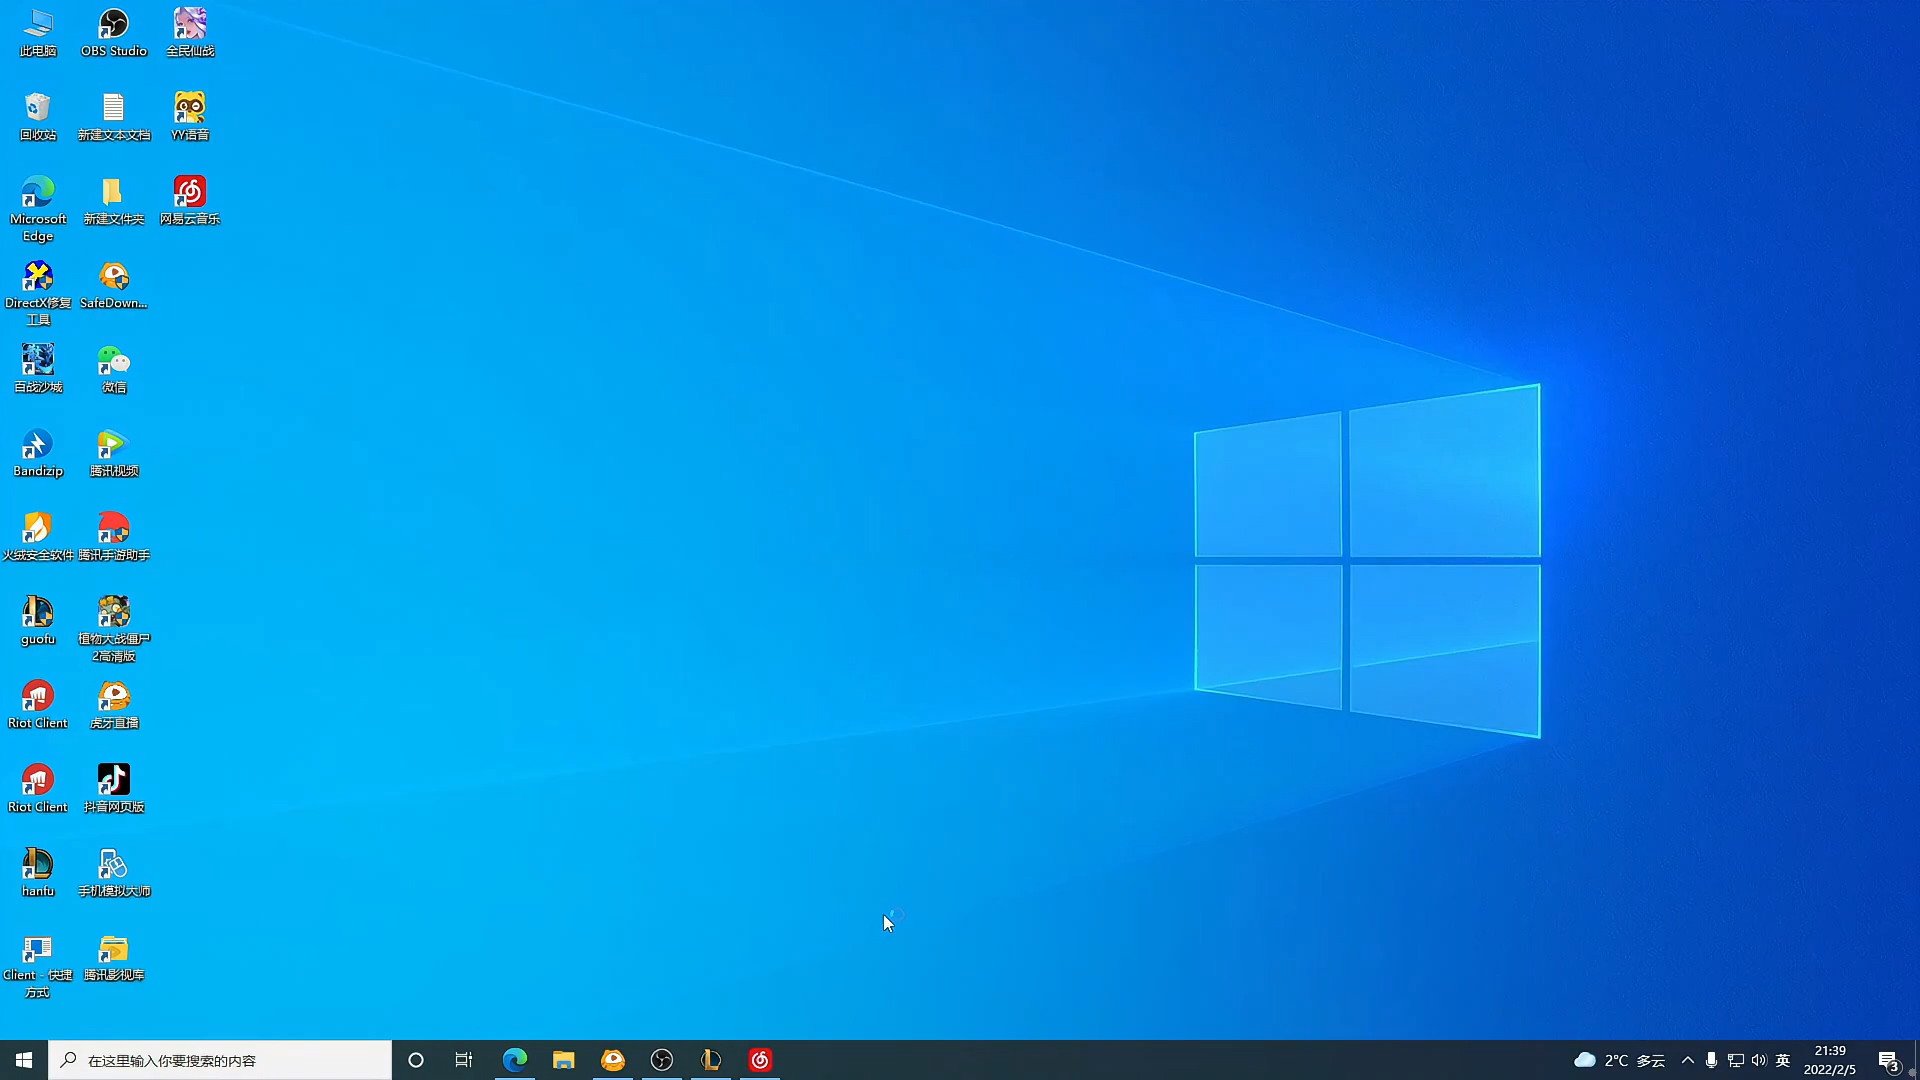 此电脑
OBS Studio
全民仙战
回收站
新建文本文档
YY语音
Microsoft
Edge
新建文件夹
网易云音乐
DirectX修复
工具
SafeDown...
百战沙城
微信
Bandizip
腾讯视频
火绒安全软件
腾讯手游助手
guofu
植物大战僵尸
2高清版
Riot Client
虎牙直播
Riot Client
抖音网页版
hanfu
手机模拟大师
Client - 快捷
方式
腾讯影视库
在这里输入你要搜索的内容
2°C 多云
英
21:39
2022/2/5
3